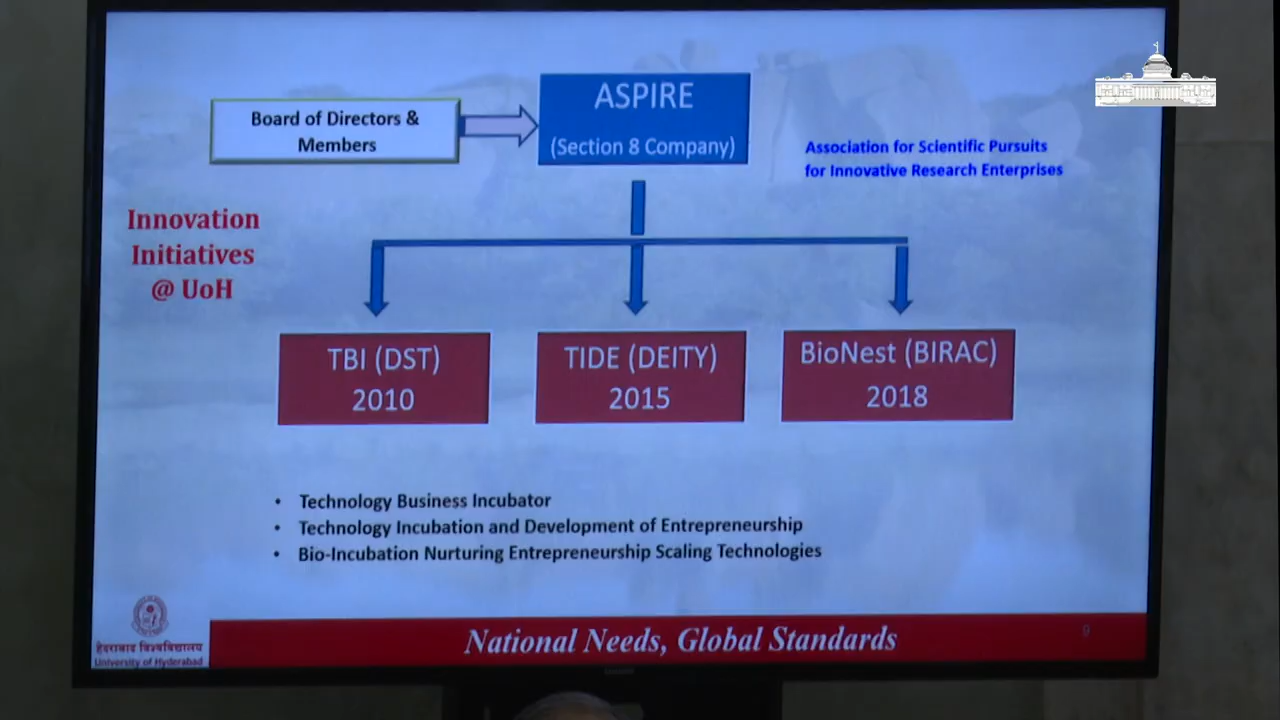 Board of Directors &
Members
ASPIRE
(Section 8 Company)
Association for Scientific Pursuits
for Innovative Research Enterprises
Innovation
Initiatives
@ UoH
TBI (DST)
2010
TIDE (DEITY)
2015
BioNest (BIRAC)
2018
• Technology Business Incubator
• Technology Incubation and Development of Entrepreneurship
• Bio-Incubation Nurturing Entrepreneurship Scaling Technologies
हैदराबाद विश्वविद्यालय
University of Hyderabad
National Needs, Global Standards
9